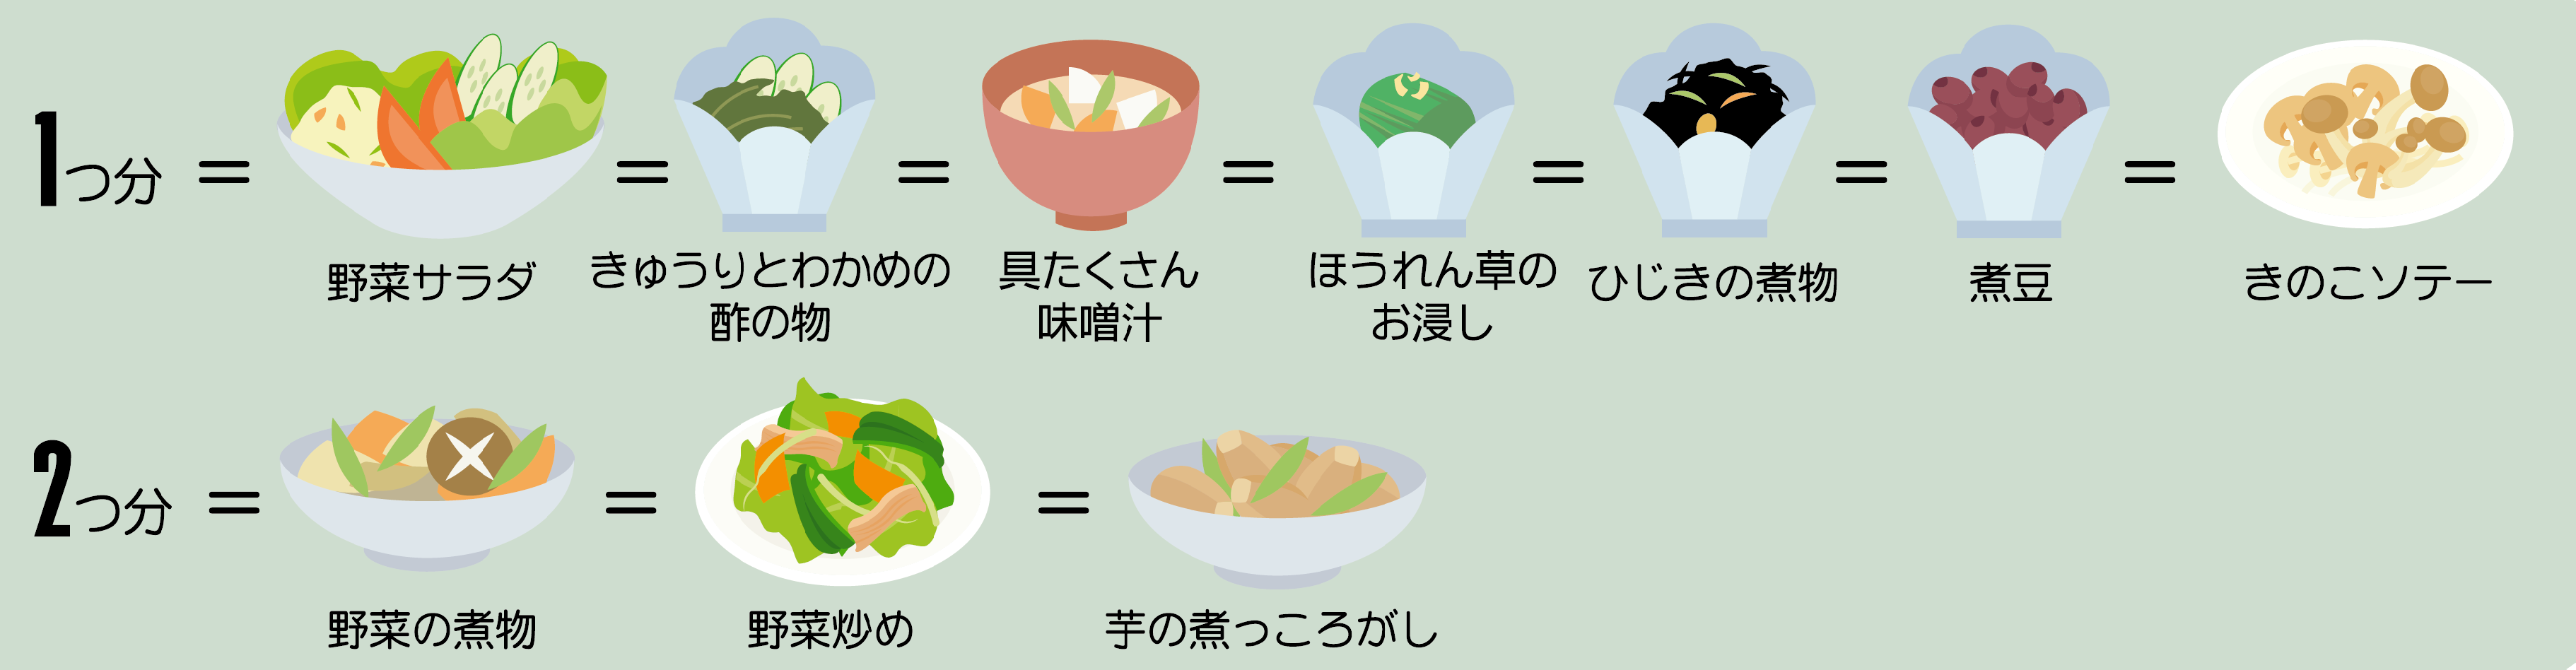 1つ分 = = = = = = =
野菜サラダ
きゅうりとわかめの
酢の物
具たくさん
味噌汁
ほうれん草の
お浸し
ひじきの煮物
煮豆
きのこソテー
2つ分 = = =
野菜の煮物
野菜炒め
芋の煮っころがし